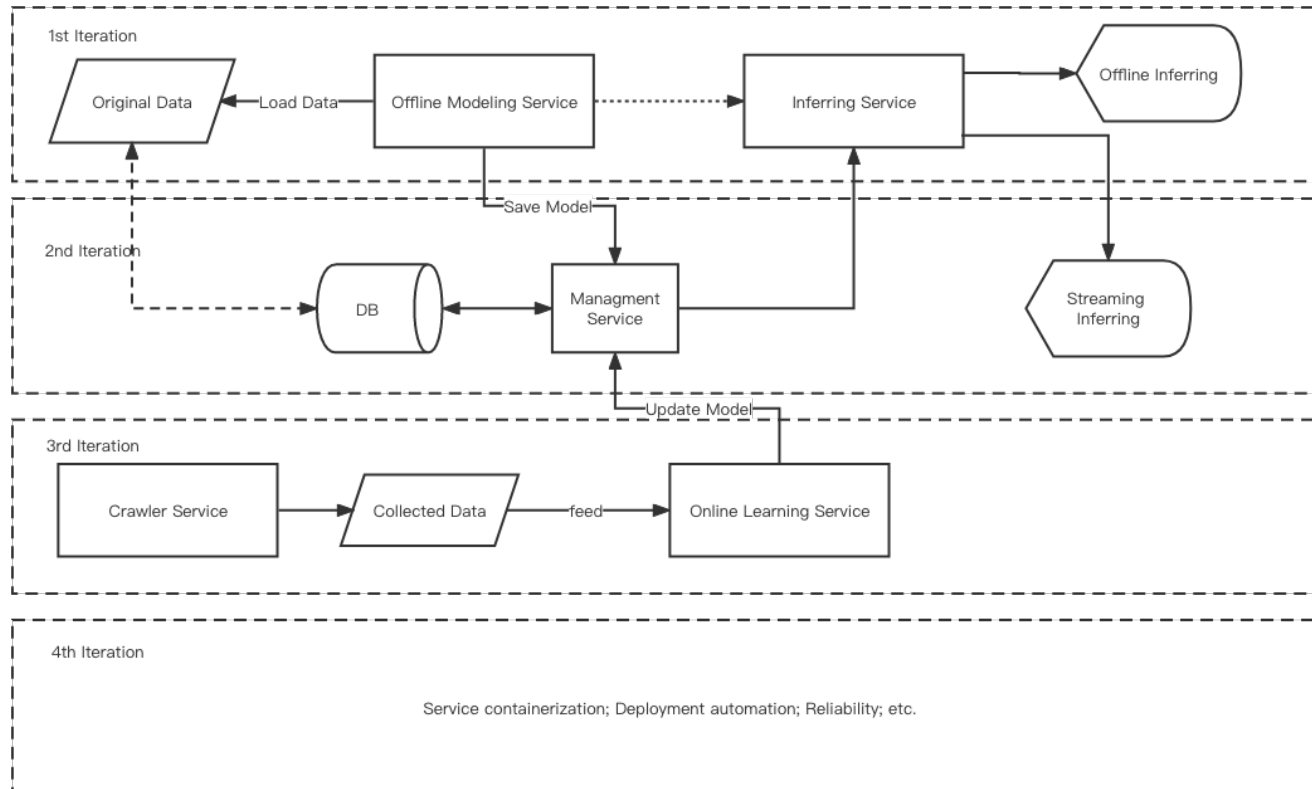 1st Iteration
Original Data
Load Data
Offline Modeling Service
Inferring Service
Offline Inferring
Save Model
2nd Iteration
DB
Managment
Service
Streaming
Inferring
Update Model
3rd Iteration
Crawler Service
Collected Data
feed
Online Learning Service
4th Iteration
Service containerization; Deployment automation; Reliability; etc.